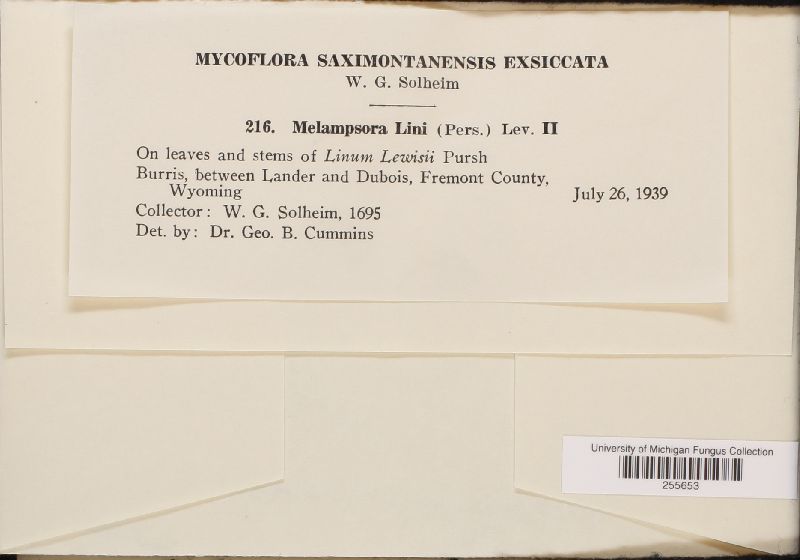 MYCOFLORA SAXIMONTANENSIS EXSICCATA
W. G. Solheim
216. Melampsora Lini (Pers.) Lev. II
On leaves and stems of Linum Lewisii Pursh
Burris, between Lander and Dubois, Fremont County,
Wyoming July 26, 1939
Collector: W. G. Solheim, 1695
Det. by: Dr. Geo. B. Cummins
University of Michigan Fungus Collection
255653